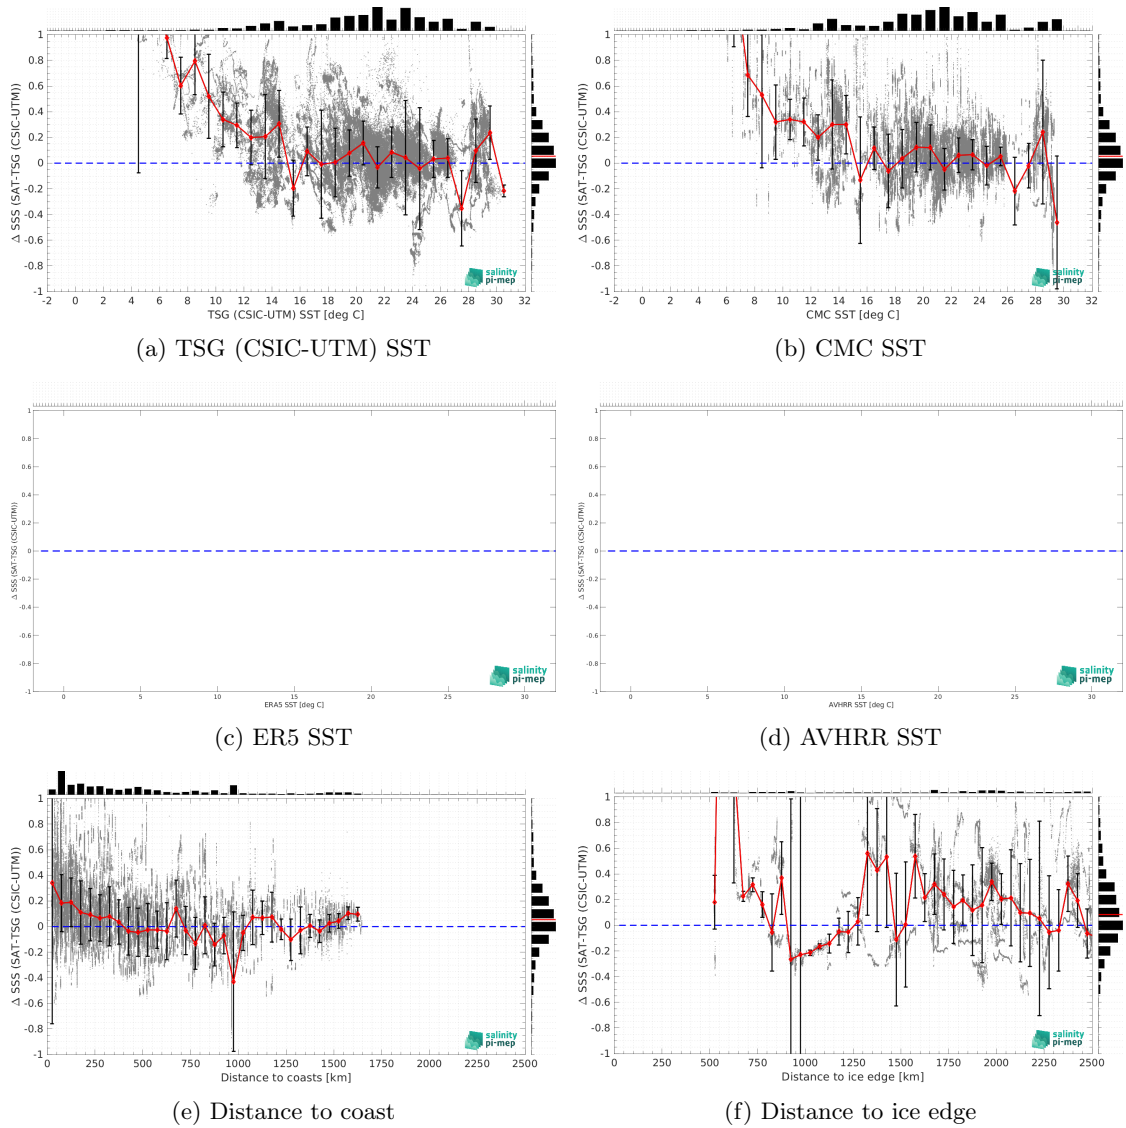 1
0.8
0.6
0.4
0.2
0
-0.2
-0.4
-0.6
-0.8
-1
Δ SSS (SAT-TSG (CSIC-UTM))
salinity
pi-mep
-2 0 2 4 6 8 10 12 14 16 18 20 22 24 26 28 30 32
TSG (CSIC-UTM) SST [deg C]
(a) TSG (CSIC-UTM) SST
1
0.8
0.6
0.4
0.2
0
-0.2
-0.4
-0.6
-0.8
-1
Δ SSS (SAT-TSG (CSIC-UTM))
salinity
pi-mep
-2 0 2 4 6 8 10 12 14 16 18 20 22 24 26 28 30 32
CMC SST [deg C]
(b) CMC SST
1
0.8
0.6
0.4
0.2
0
-0.2
-0.4
-0.6
-0.8
-1
Δ SSS (SAT-TSG (CSIC-UTM))
salinity
pi-mep
0 5 10 15 20 25 30
ERA5 SST [deg C]
(c) ER5 SST
1
0.8
0.6
0.4
0.2
0
-0.2
-0.4
-0.6
-0.8
-1
Δ SSS (SAT-TSG (CSIC-UTM))
salinity
pi-mep
0 5 10 15 20 25 30
AVHRR SST [deg C]
(d) AVHRR SST
1
0.8
0.6
0.4
0.2
0
-0.2
-0.4
-0.6
-0.8
-1
Δ SSS (SAT-TSG (CSIC-UTM))
salinity
pi-mep
0 250 500 750 1000 1250 1500 1750 2000 2250 2500
Distance to coasts [km]
(e) Distance to coast
1
0.8
0.6
0.4
0.2
0
-0.2
-0.4
-0.6
-0.8
-1
Δ SSS (SAT-TSG (CSIC-UTM))
salinity
pi-mep
0 250 500 750 1000 1250 1500 1750 2000 2250 2500
Distance to ice edge [km]
(f) Distance to ice edge